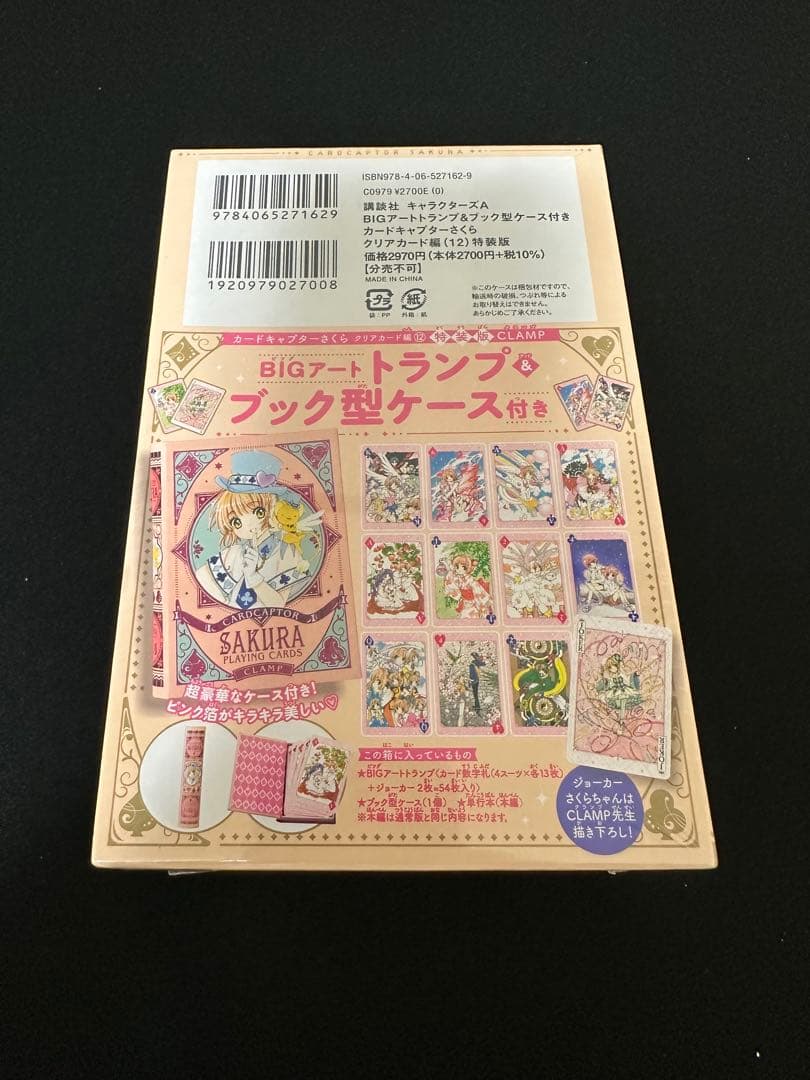 CARDCAPTOR SAKURA
9784065271629
1920979027008
ISBN978-4-06-527162-9
C0979 ¥2700E (0)
講談社 キャラクターズA
BIGアートトランプ&ブック型ケース付き
カードキャプターさくら
クリアカード編(12)特装版
価格2970円(本体2700円+税10%)
【分売不可】
MADE IN CHINA
プラ
袋:PP
紙
外箱:紙
※このケースは梱包材ですので、
輸送時の破損、つぶれ等による
お取り替えはできません。
あらかじめご了承ください。
カードキャプターさくら クリアカード編⑫特装版 CLAMP
BIGアートトランプ&
ブック型ケース付き
CARDCAPTOR
SAKURA
PLAYING CARDS
CLAMP
超豪華なケース付き!
ピンク箔がキラキラ美しい♡
この箱に入っているもの
★BIGアートトランプ〈カード数字札(4スーツ×各13枚)
+ジョーカー2枚=54枚入り〉
★ブック型ケース(1個) ★単行本(本編)
※本編は通常版と同じ内容になります。
JOKER
JOKER
ジョーカー
さくらちゃんは
CLAMP先生
描き下ろし!